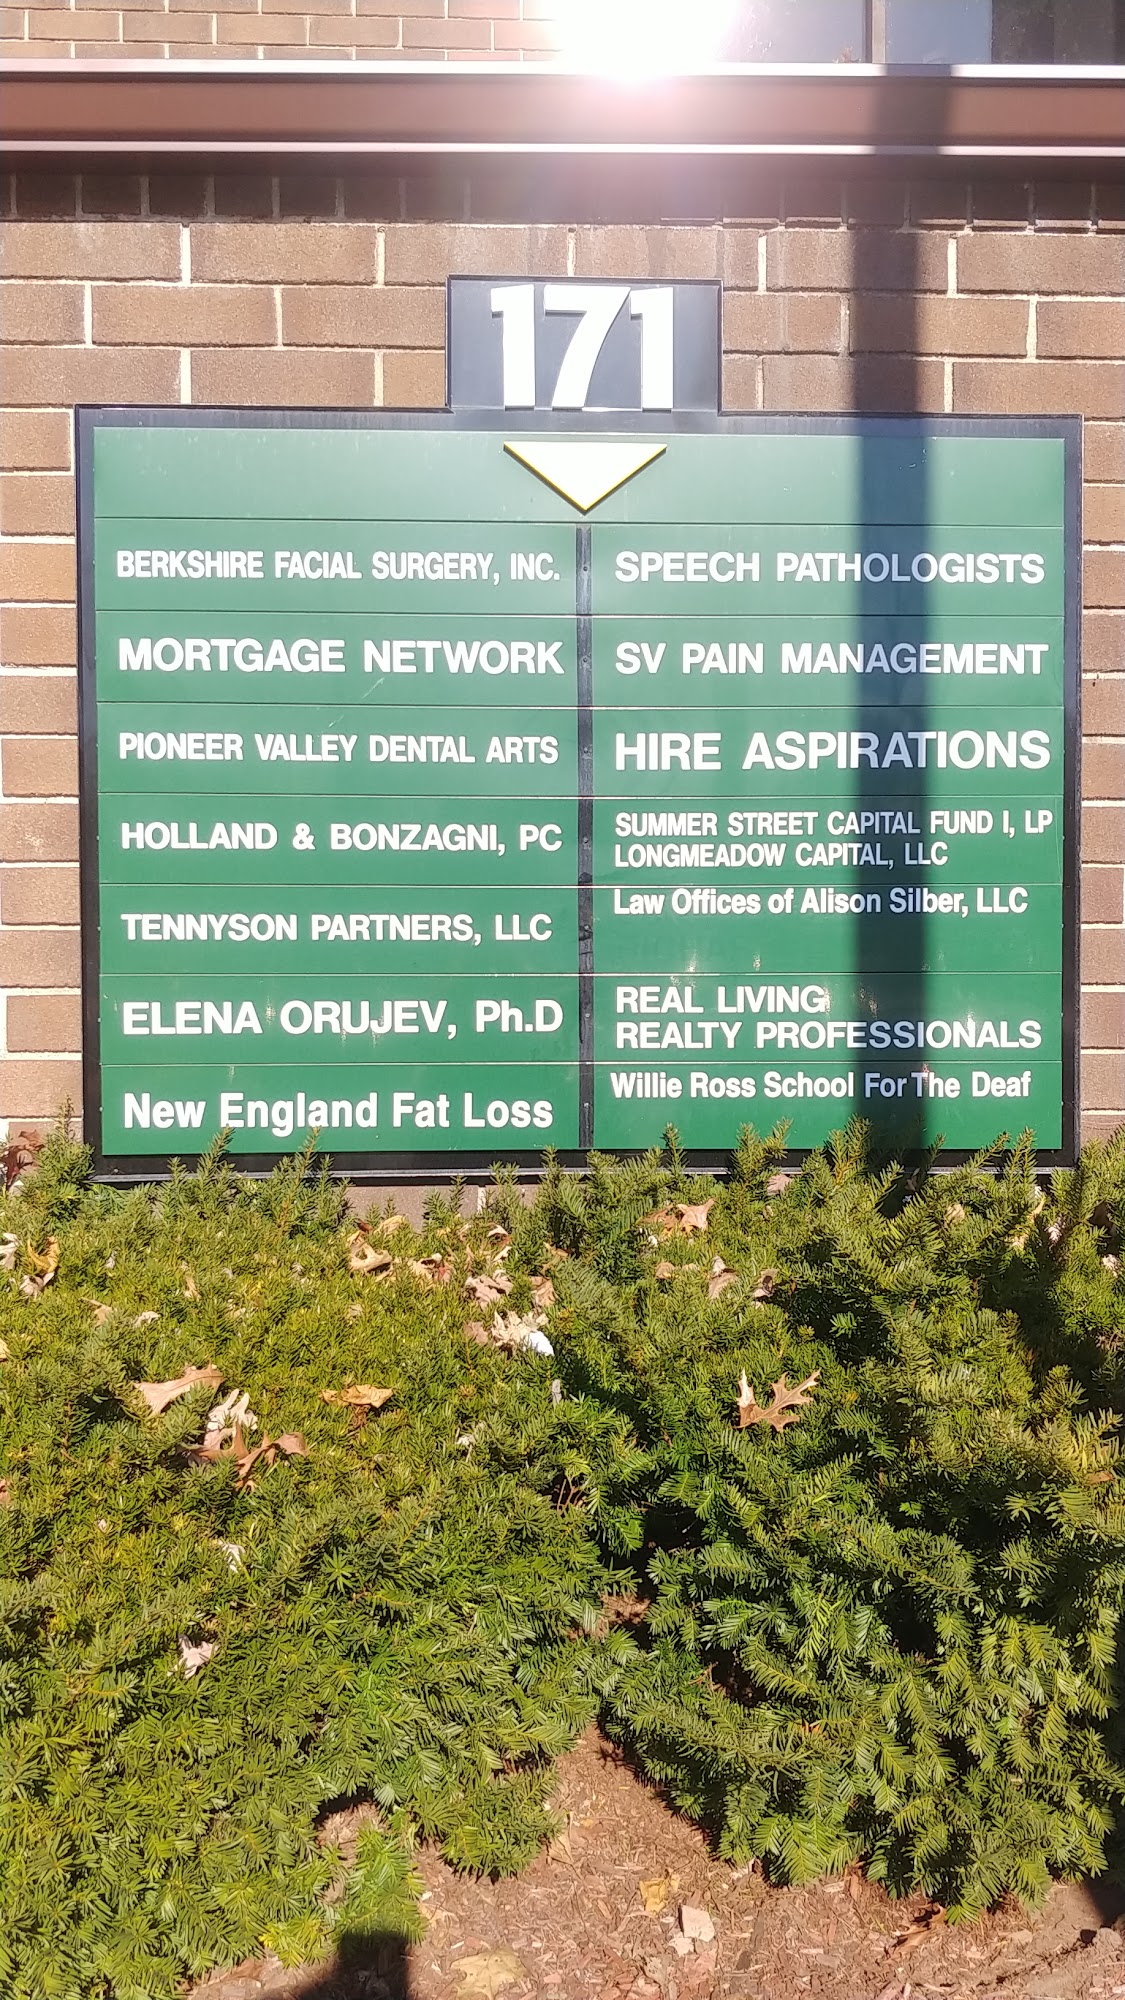 171
BERKSHIRE FACIAL SURGERY, INC.
MORTGAGE NETWORK
PIONEER VALLEY DENTAL ARTS
HOLLAND & BONZAGNI, PC
TENNYSON PARTNERS, LLC
ELENA ORUJEV, Ph.D
New England Fat Loss
SPEECH PATHOLOGISTS
SV PAIN MANAGEMENT
HIRE ASPIRATIONS
SUMMER STREET CAPITAL FUND I, LP
LONGMEADOW CAPITAL, LLC
Law Offices of Alison Silber, LLC
REAL LIVING
REALTY PROFESSIONALS
Willie Ross School For The Deaf